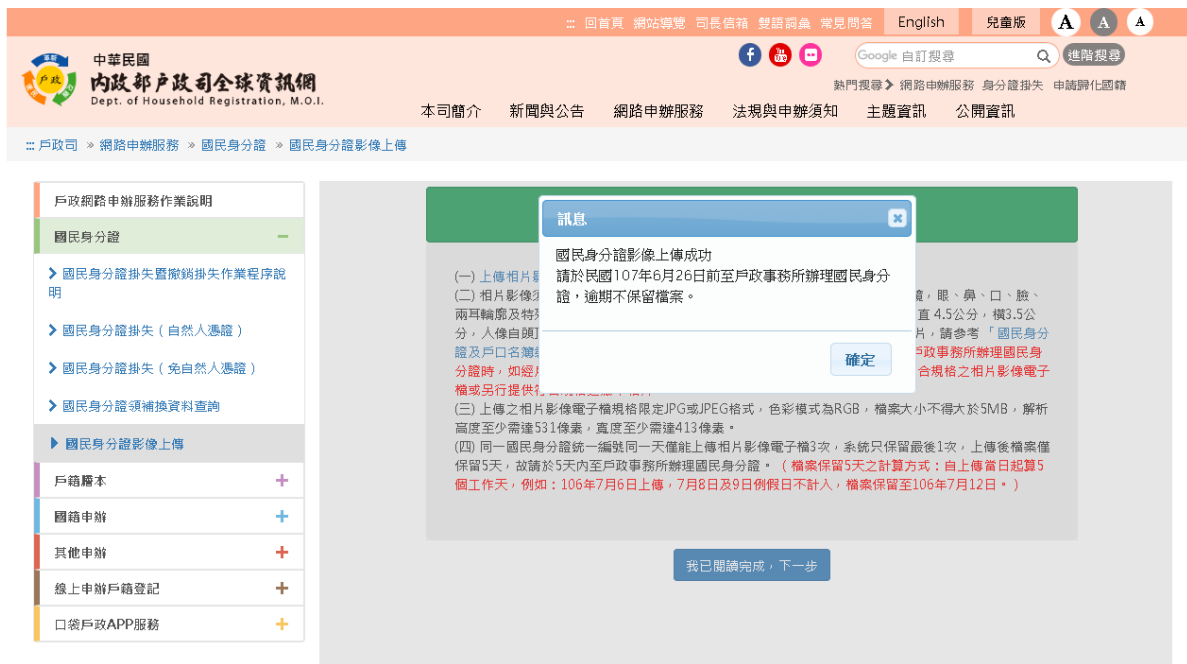 ::: 回首頁 網站導覽 司長信箱 雙語詞彙 常見問答 English 兒童版 A A A
戶政
中華民國
內政部戶政司全球資訊網
Dept. of Household Registration, M.O.I.
Google 自訂搜尋 進階搜尋
熱門搜尋 網路申辦服務 身分證掛失 申請歸化國籍
本司簡介 新聞與公告 網路申辦服務 法規與申辦須知 主題資訊 公開資訊
::: 戶政司 » 網路申辦服務 » 國民身分證 » 國民身分證影像上傳
戶政網路申辦服務作業說明
國民身分證
國民身分證掛失暨撤銷掛失作業程序說
明
國民身分證掛失（自然人憑證）
國民身分證掛失（免自然人憑證）
國民身分證領補換資料查詢
國民身分證影像上傳
戶籍謄本
國籍申辦
其他申辦
線上申辦戶籍登記
口袋戶政APP服務
訊息
國民身分證影像上傳成功
請於民國107年6月26日前至戶政事務所辦理國民身分
證，逾期不保留檔案。
確定
(一) 上傳相片
(二) 相片影像 眼、鼻、口、臉、
兩耳輪廓及特 直 4.5公分，橫3.5公
分，人像自頭 片，請參考「國民身分
證及戶口名簿 戶政事務所辦理國民身
分證時，如經 合規格之相片影像電子
檔或另行提供
(三) 上傳之相片影像電子檔規格限定JPG或JPEG格式，色彩模式為RGB，檔案大小不得大於5MB，解析
高度至少需達531像素，寬度至少需達413像素。
(四) 同一國民身分證統一編號同一天僅能上傳相片影像電子檔3次，系統只保留最後1次，上傳後檔案僅
保留5天，故請於5天內至戶政事務所辦理國民身分證。（檔案保留5天之計算方式：自上傳當日起算5
個工作天，例如：106年7月6日上傳，7月8日及9日例假日不計入，檔案保留至106年7月12日。）
我已閱讀完成，下一步